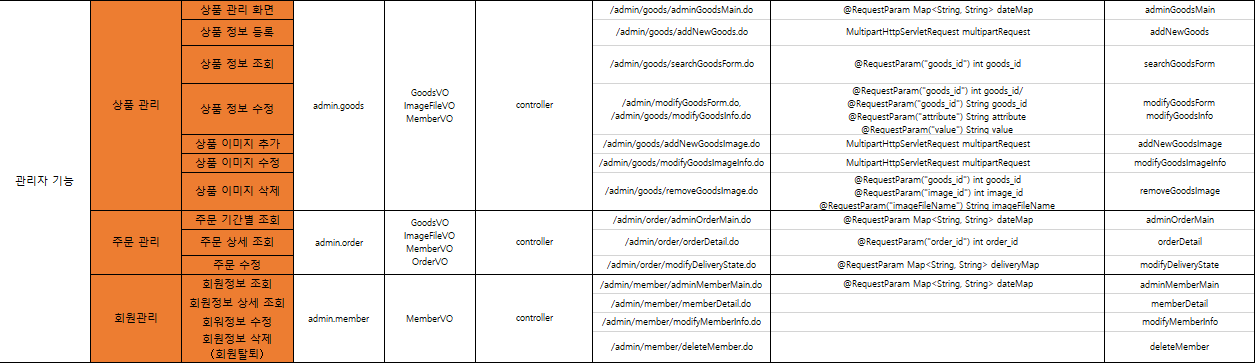 관리자 기능
상품 관리
상품 관리 화면
admin.goods
GoodsVO
ImageFileVO
MemberVO
controller
/admin/goods/adminGoodsMain.do
@RequestParam Map<String, String> dateMap
adminGoodsMain
상품 정보 등록
/admin/goods/addNewGoods.do
MultipartHttpServletRequest multipartRequest
addNewGoods
상품 정보 조회
/admin/goods/searchGoodsForm.do
@RequestParam("goods_id") int goods_id
searchGoodsForm
상품 정보 수정
/admin/modifyGoodsForm.do,
/admin/goods/modifyGoodsInfo.do
@RequestParam("goods_id") int goods_id/
@RequestParam("goods_id") String goods_id
@RequestParam("attribute") String attribute
@RequestParam("value") String value
modifyGoodsForm
modifyGoodsInfo
상품 이미지 추가
/admin/goods/addNewGoodsImage.do
MultipartHttpServletRequest multipartRequest
addNewGoodsImage
상품 이미지 수정
/admin/goods/modifyGoodsImageInfo.do
MultipartHttpServletRequest multipartRequest
modifyGoodsImageInfo
상품 이미지 삭제
/admin/goods/removeGoodsImage.do
@RequestParam("goods_id") int goods_id
@RequestParam("image_id") int image_id
@RequestParam("imageFileName") String imageFileName
removeGoodsImage
주문 관리
주문 기간별 조회
admin.order
GoodsVO
ImageFileVO
MemberVO
OrderVO
controller
/admin/order/adminOrderMain.do
@RequestParam Map<String, String> dateMap
adminOrderMain
주문 상세 조회
/admin/order/orderDetail.do
@RequestParam("order_id") int order_id
orderDetail
주문 수정
/admin/order/modifyDeliveryState.do
@RequestParam Map<String, String> deliveryMap
modifyDeliveryState
회원관리
회원정보 조회
admin.member
MemberVO
controller
/admin/member/adminMemberMain.do
@RequestParam Map<String, String> dateMap
adminMemberMain
회원정보 상세 조회
/admin/member/memberDetail.do
memberDetail
회워정보 수정
/admin/member/modifyMemberInfo.do
modifyMemberInfo
회원정보 삭제
(회원탈퇴)
/admin/member/deleteMember.do
deleteMember